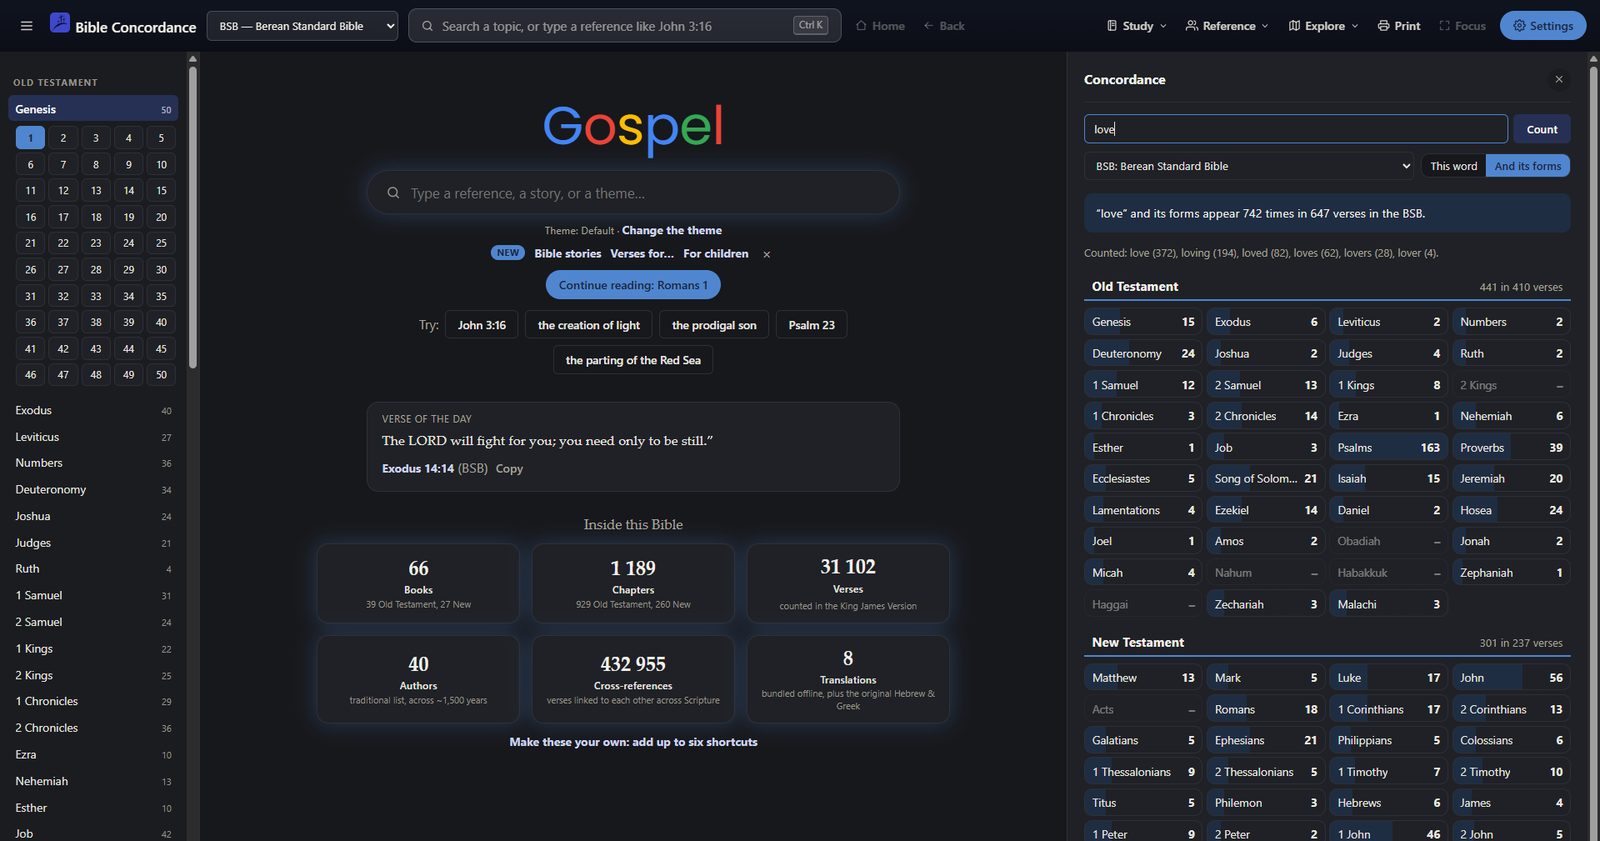 Bible Concordance
BSB — Berean Standard Bible
Search a topic, or type a reference like John 3:16
Ctrl K
Home
Back
Study
Reference
Explore
Print
Focus
Settings
OLD TESTAMENT
Genesis 50
1 2 3 4 5
6 7 8 9 10
11 12 13 14 15
16 17 18 19 20
21 22 23 24 25
26 27 28 29 30
31 32 33 34 35
36 37 38 39 40
41 42 43 44 45
46 47 48 49 50
Exodus 40
Leviticus 27
Numbers 36
Deuteronomy 34
Joshua 24
Judges 21
Ruth 4
1 Samuel 31
2 Samuel 24
1 Kings 22
2 Kings 25
1 Chronicles 29
2 Chronicles 36
Ezra 10
Nehemiah 13
Esther 10
Job 42
Gospel
Type a reference, a story, or a theme...
Theme: Default · Change the theme
NEW Bible stories Verses for... For children ×
Continue reading: Romans 1
Try: John 3:16 the creation of light the prodigal son Psalm 23
the parting of the Red Sea
VERSE OF THE DAY
The LORD will fight for you; you need only to be still.”
Exodus 14:14 (BSB) Copy
Inside this Bible
66
Books
39 Old Testament, 27 New
1 189
Chapters
929 Old Testament, 260 New
31 102
Verses
counted in the King James Version
40
Authors
traditional list, across ~1,500 years
432 955
Cross-references
verses linked to each other across Scripture
8
Translations
bundled offline, plus the original Hebrew &
Greek
Make these your own: add up to six shortcuts
Concordance
×
love
Count
BSB: Berean Standard Bible
This word
And its forms
“love” and its forms appear 742 times in 647 verses in the BSB.
Counted: love (372), loving (194), loved (82), loves (62), lovers (28), lover (4).
Old Testament 441 in 410 verses
Genesis 15 Exodus 6 Leviticus 2 Numbers 2
Deuteronomy 24 Joshua 2 Judges 4 Ruth 2
1 Samuel 12 2 Samuel 13 1 Kings 8 2 Kings –
1 Chronicles 3 2 Chronicles 14 Ezra 1 Nehemiah 6
Esther 1 Job 3 Psalms 163 Proverbs 39
Ecclesiastes 5 Song of Solom... 21 Isaiah 15 Jeremiah 20
Lamentations 4 Ezekiel 14 Daniel 2 Hosea 24
Joel 1 Amos 2 Obadiah – Jonah 2
Micah 4 Nahum – Habakkuk – Zephaniah 1
Haggai – Zechariah 3 Malachi 3
New Testament 301 in 237 verses
Matthew 13 Mark 5 Luke 17 John 56
Acts – Romans 18 1 Corinthians 17 2 Corinthians 13
Galatians 5 Ephesians 21 Philippians 5 Colossians 6
1 Thessalonians 9 2 Thessalonians 5 1 Timothy 7 2 Timothy 10
Titus 5 Philemon 3 Hebrews 6 James 4
1 Peter 9 2 Peter 2 1 John 46 2 John 5